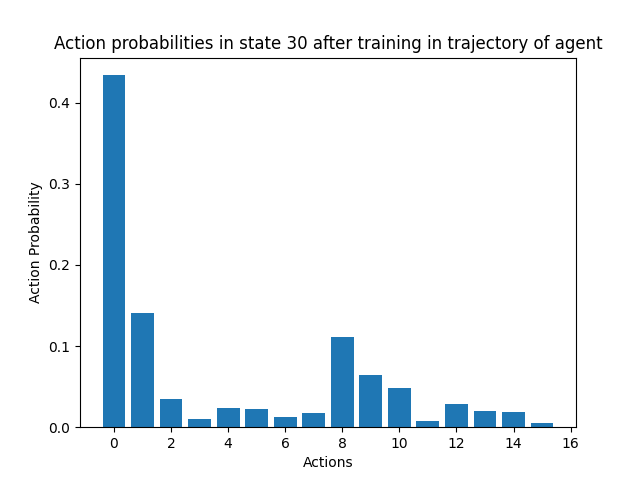 Action probabilities in state 30 after training in trajectory of agent
Action Probability
0.4
0.3
0.2
0.1
0.0
0 2 4 6 8 10 12 14 16
Actions